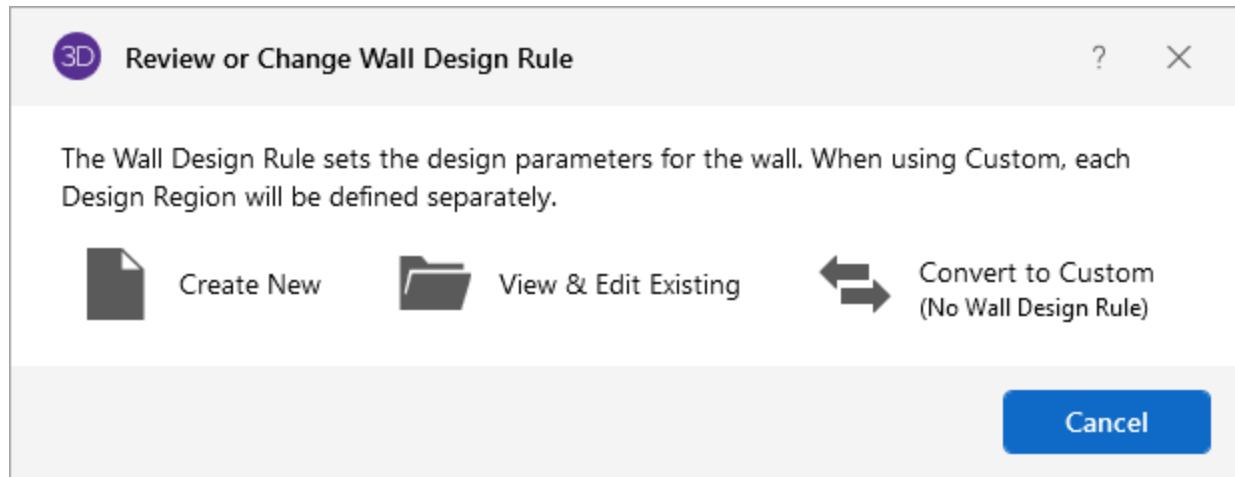 3D Review or Change Wall Design Rule ?
The Wall Design Rule sets the design parameters for the wall. When using Custom, each
Design Region will be defined separately.
Create New
View & Edit Existing
Convert to Custom
(No Wall Design Rule)
Cancel